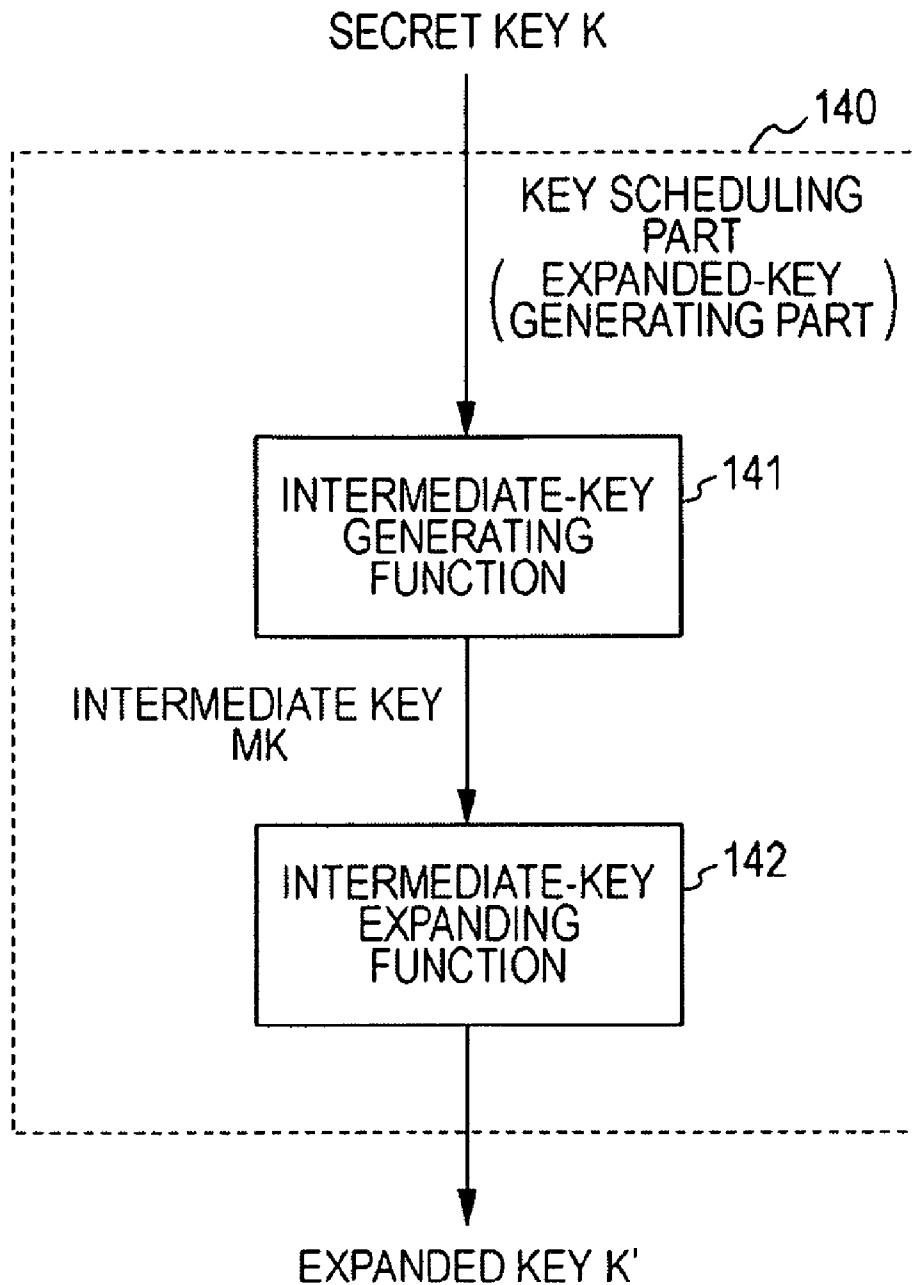 SECRET KEY K
140
KEY SCHEDULING
PART
( EXPANDED-KEY
GENERATING PART )
INTERMEDIATE-KEY
GENERATING
FUNCTION
141
INTERMEDIATE KEY
MK
INTERMEDIATE-KEY
EXPANDING
FUNCTION
142
EXPANDED KEY K'